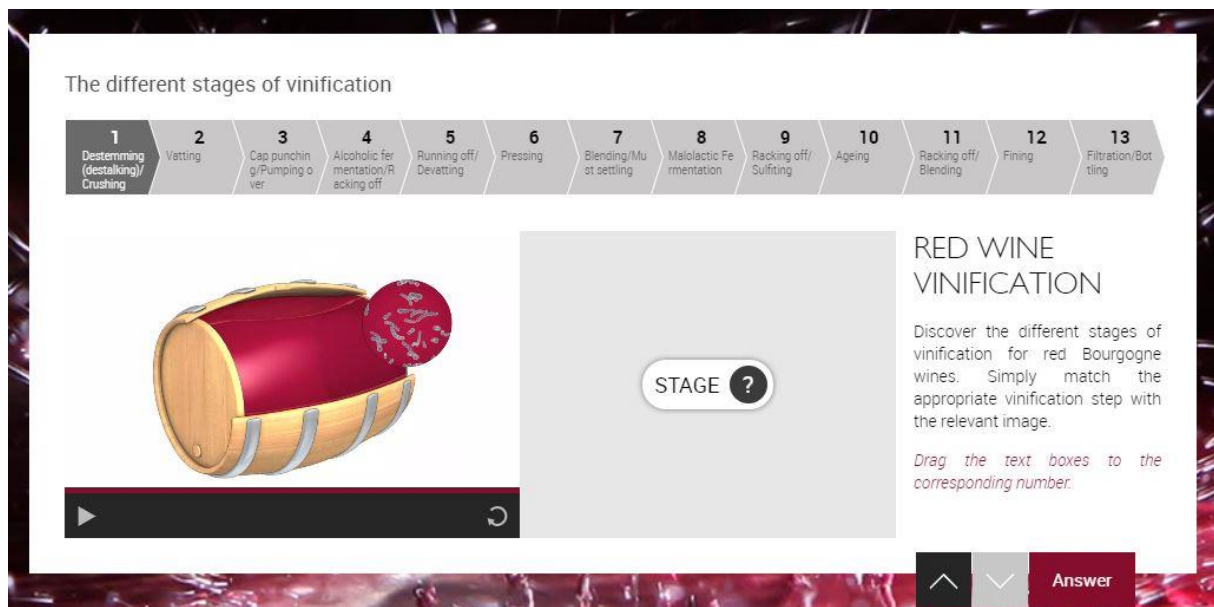 The different stages of vinification
1
Destemming
(destalking)/
Crushing
2
Vatting
3
Cap punchin
g/Pumping o
ver
4
Alcoholic fer
mentation/R
acking off
5
Running off/
Devatting
6
Pressing
7
Blending/Mu
st settling
8
Malolactic Fe
rmentation
9
Racking off/
Sulfiting
10
Ageing
11
Racking off/
Blending
12
Fining
13
Filtration/Bot
tling
STAGE ?
RED WINE
VINIFICATION
Discover the different stages of
vinification for red Bourgogne
wines. Simply match the
appropriate vinification step with
the relevant image.
Drag the text boxes to the
corresponding number.
Answer